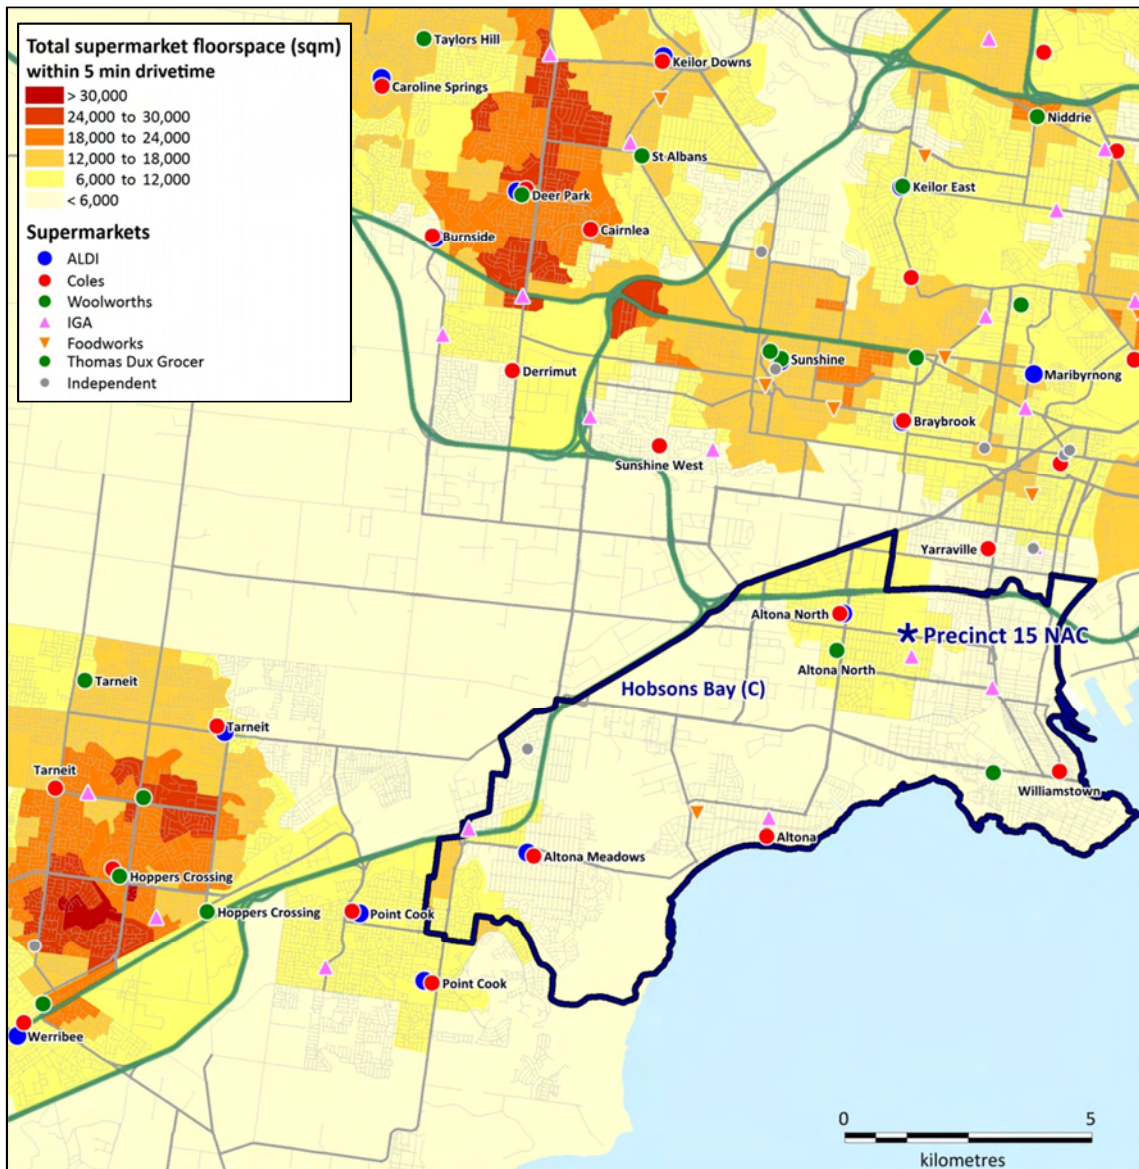 Total supermarket floorspace (sqm)
within 5 min drivetime
> 30,000
24,000 to 30,000
18,000 to 24,000
12,000 to 18,000
6,000 to 12,000
< 6,000
Supermarkets
ALDI
Coles
Woolworths
IGA
Foodworks
Thomas Dux Grocer
Independent
Taylors Hill
Keilor Downs
Caroline Springs
Niddrie
St Albans
Keilor East
Deer Park
Cairnlea
Burnside
Sunshine
Derrimut
Maribyrnong
Braybrook
Sunshine West
Yarraville
Altona North
Precinct 15 NAC
Altona North
Hobsons Bay (C)
Tarneit
Tarneit
Tarneit
Williamstown
Altona
Altona Meadows
Hoppers Crossing
Hoppers Crossing
Point Cook
Point Cook
Werribee
0 5
kilometres